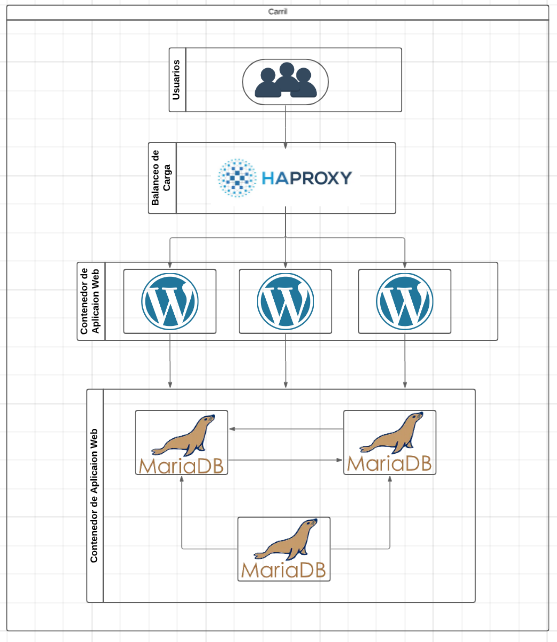 Carril
Usuarios
Balanceo de
Carga
HAPROXY
Contenedor de
Aplicaion Web
W
W
W
Contenedor de Aplicaion Web
MariaDB
MariaDB
MariaDB